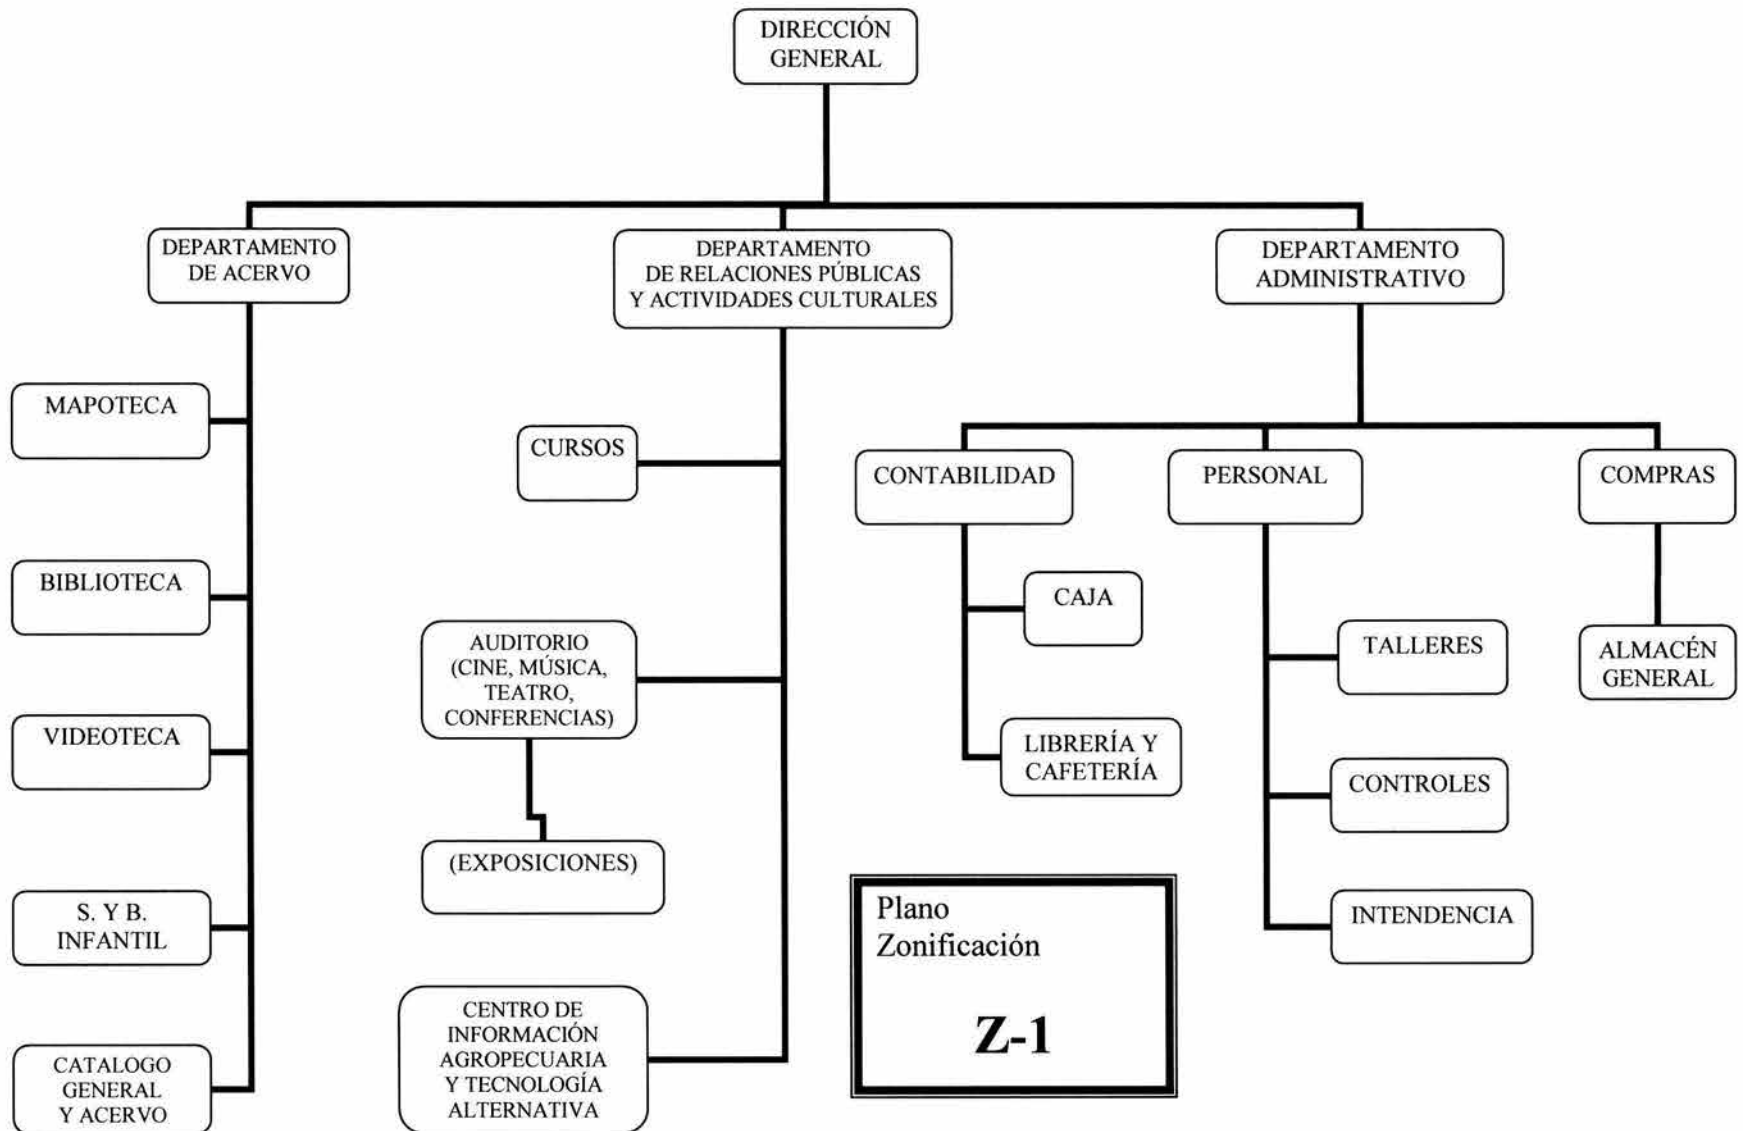 DIRECCIÓN
GENERAL
DEPARTAMENTO
DE ACERVO
DEPARTAMENTO
DE RELACIONES PÚBLICAS
Y ACTIVIDADES CULTURALES
DEPARTAMENTO
ADMINISTRATIVO
MAPOTECA
BIBLIOTECA
VIDEOTECA
S. Y B.
INFANTIL
CATALOGO
GENERAL
Y ACERVO
CURSOS
AUDITORIO
(CINE, MÚSICA,
TEATRO,
CONFERENCIAS)
(EXPOSICIONES)
CENTRO DE
INFORMACIÓN
AGROPECUARIA
Y TECNOLOGÍA
ALTERNATIVA
CONTABILIDAD
CAJA
LIBRERÍA Y
CAFETERÍA
PERSONAL
TALLERES
CONTROLES
INTENDENCIA
COMPRAS
ALMACÉN
GENERAL
Plano
Zonificación
Z-1